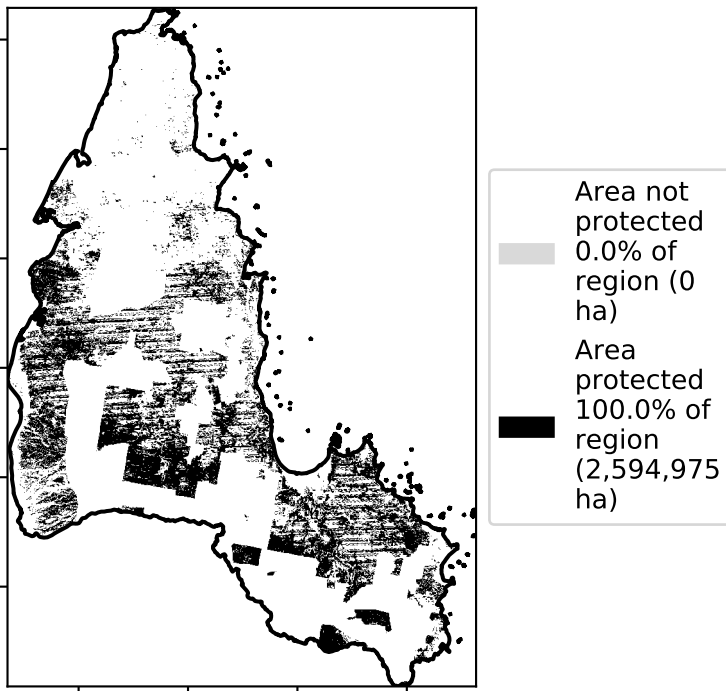 Area not
protected
0.0% of
region (0
ha)
Area
protected
100.0% of
region
(2,594,975
ha)